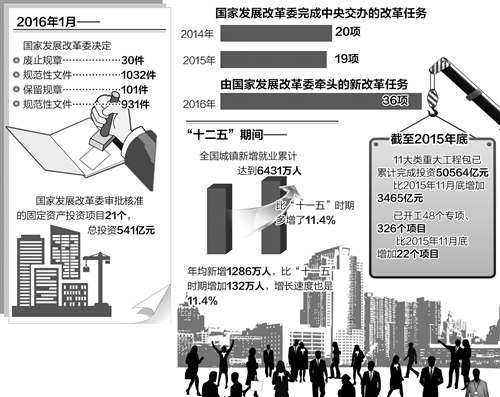 2016年1月——
国家发展改革委决定
废止规章········30件
规范性文件·······1032件
保留规章········101件
规范性文件·······931件
国家发展改革委审批核准
的固定资产投资项目21个，
总投资541亿元
国家发展改革委完成中央交办的改革任务
2014年 20项
2015年 19项
由国家发展改革委牵头的新改革任务
2016年 36项
“十二五”期间——
全国城镇新增就业累计
达到6431万人
比“十一五”时期
多增了11.4%
年均新增1286万人，比“十一五”
时期增加132万人，增长速度也是
11.4%
截至2015年底
11大类重大工程包已
累计完成投资50564亿元
比2015年11月底增加
3465亿元
已开工48个专项、
326个项目
比2015年11月底
增加22个项目